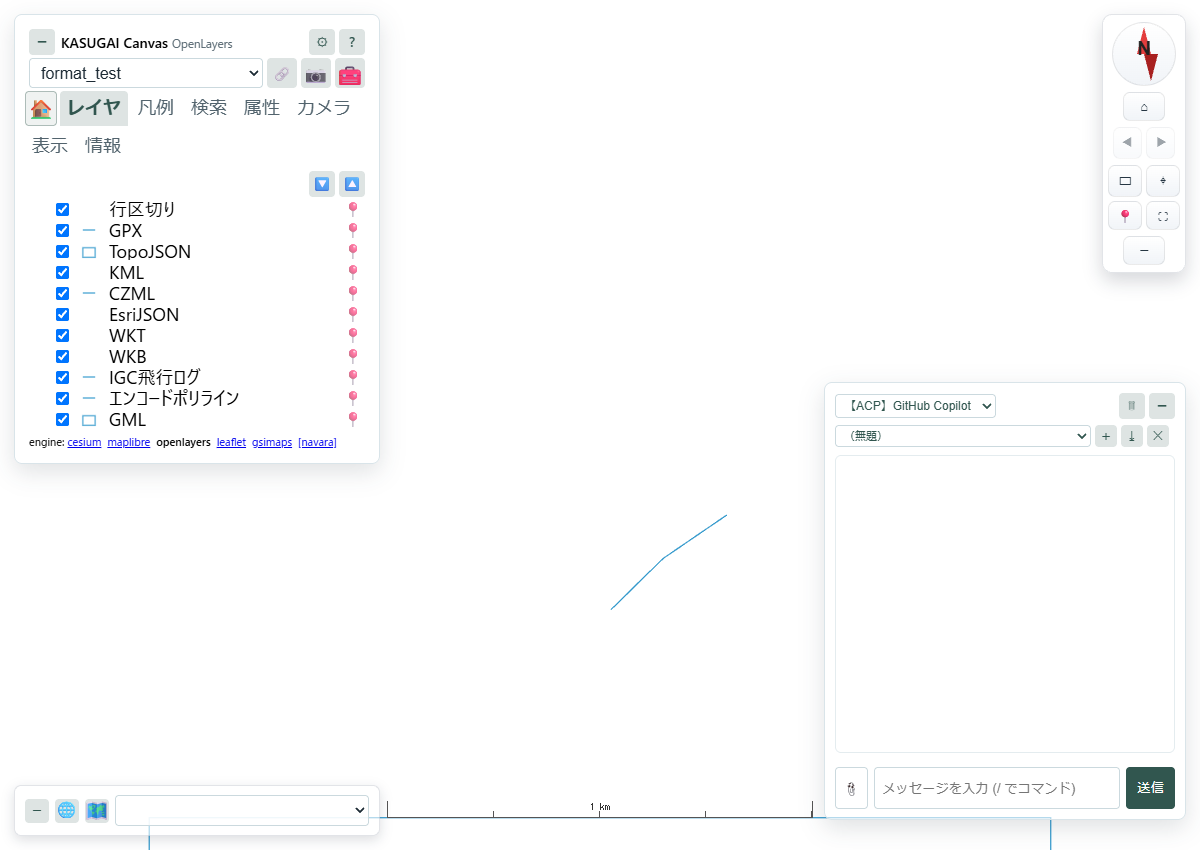 KASUGAI Canvas OpenLayers
?
format_test
レイヤ 凡例 検索 属性 カメラ
表示 情報
行区切り
GPX
TopoJSON
KML
CZML
EsriJSON
WKT
WKB
IGC飛行ログ
エンコードポリライン
GML
engine: cesium maplibre openlayers leaflet gsimaps [navara]
N
【ACP】GitHub Copilot
（無題）
メッセージを入力 (/ でコマンド)
送信
1 km